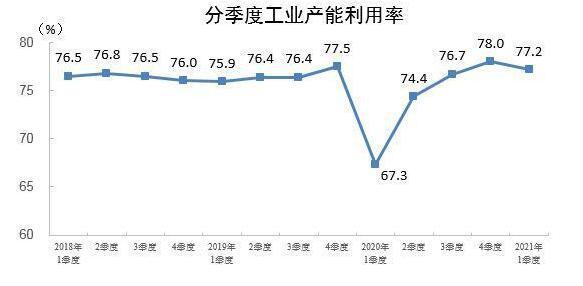 分季度工业产能利用率
(%)
80
75
70
65
60
76.5
76.8
76.5
76.0
75.9
76.4
76.4
77.5
67.3
74.4
76.7
78.0
77.2
2018年
1季度
2季度
3季度
4季度
2019年
1季度
2季度
3季度
4季度
2020年
1季度
2季度
3季度
4季度
2021年
1季度